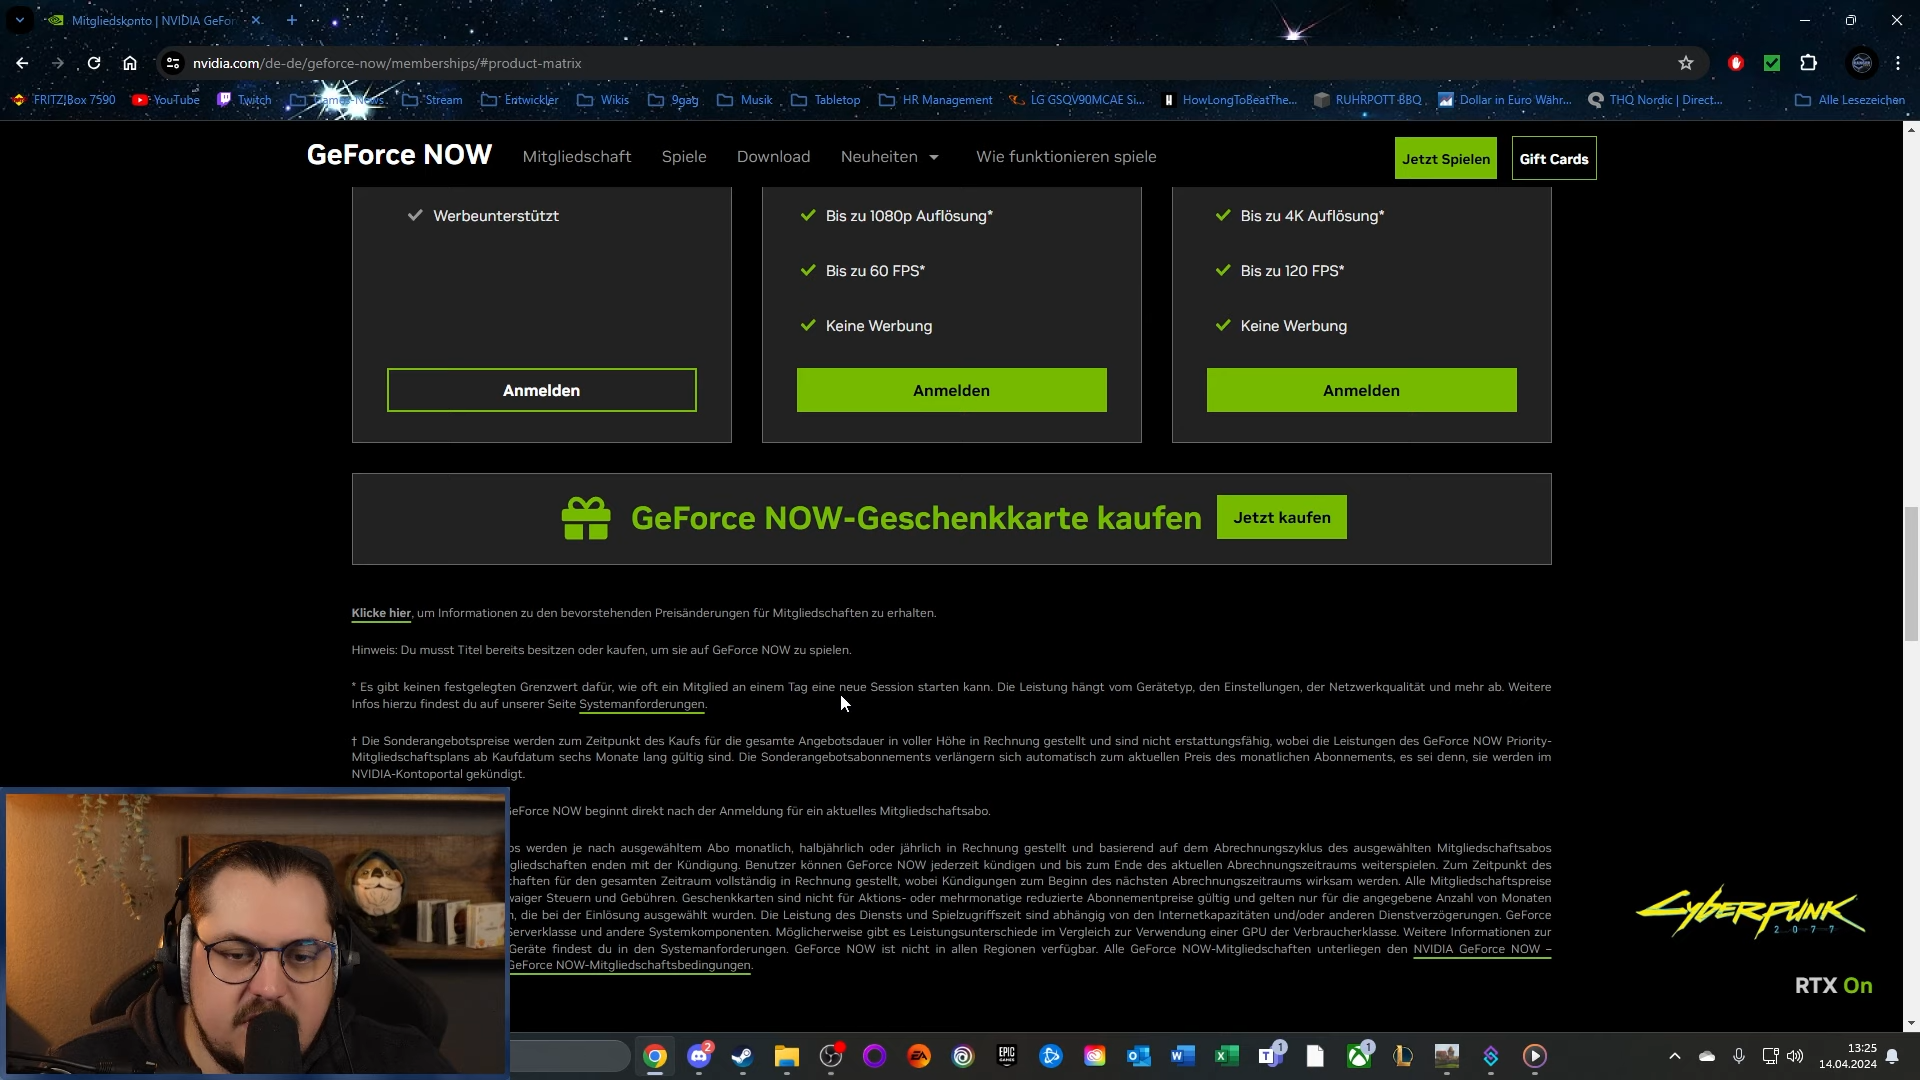 Mitgliedskonto | NVIDIA GeFor
nvidia.com/de-de/geforce-now/memberships/#product-matrix
FRITZ!Box 7590
YouTube
Twitch
Games-News
Stream
Entwickler
Wikis
9gag
Musik
Tabletop
HR Management
LG GSQV90MCAE Si...
HowLongToBeatThe...
RUHRPOTT BBQ
Dollar in Euro Währ...
THQ Nordic | Direct...
Alle Lesezeichen
GeForce NOW
Mitgliedschaft
Spiele
Download
Neuheiten
Wie funktionieren spiele
Jetzt Spielen
Gift Cards
Werbeunterstützt
Bis zu 1080p Auflösung*
Bis zu 4K Auflösung*
Bis zu 60 FPS*
Bis zu 120 FPS*
Keine Werbung
Keine Werbung
Anmelden
Anmelden
Anmelden
GeForce NOW-Geschenkkarte kaufen
Jetzt kaufen
Klicke hier, um Informationen zu den bevorstehenden Preisänderungen für Mitgliedschaften zu erhalten.
Hinweis: Du musst Titel bereits besitzen oder kaufen, um sie auf GeForce NOW zu spielen.
* Es gibt keinen festgelegten Grenzwert dafür, wie oft ein Mitglied an einem Tag eine neue Session starten kann. Die Leistung hängt vom Gerätetyp, den Einstellungen, der Netzwerkqualität und mehr ab. Weitere
Infos hierzu findest du auf unserer Seite Systemanforderungen.
† Die Sonderangebotspreise werden zum Zeitpunkt des Kaufs für die gesamte Angebotsdauer in voller Höhe in Rechnung gestellt und sind nicht erstattungsfähig, wobei die Leistungen des GeForce NOW Priority-
Mitgliedschaftsplans ab Kaufdatum sechs Monate lang gültig sind. Die Sonderangebotsabonnements verlängern sich automatisch zum aktuellen Preis des monatlichen Abonnements, es sei denn, sie werden im
NVIDIA-Kontoportal gekündigt.
GeForce NOW beginnt direkt nach der Anmeldung für ein aktuelles Mitgliedschaftsabo.
os werden je nach ausgewähltem Abo monatlich, halbjährlich oder jährlich in Rechnung gestellt und basierend auf dem Abrechnungszyklus des ausgewählten Mitgliedschaftsabos
gliedschaften enden mit der Kündigung. Benutzer können GeForce NOW jederzeit kündigen und bis zum Ende des aktuellen Abrechnungszeitraums weiterspielen. Zum Zeitpunkt des
chaften für den gesamten Zeitraum vollständig in Rechnung gestellt, wobei Kündigungen zum Beginn des nächsten Abrechnungszeitraums wirksam werden. Alle Mitgliedschaftspreise
waiger Steuern und Gebühren. Geschenkkarten sind nicht für Aktions- oder mehrmonatige reduzierte Abonnementpreise gültig und gelten nur für die angegebene Anzahl von Monaten
n, die bei der Einlösung ausgewählt wurden. Die Leistung des Diensts und Spielzugriffszeit sind abhängig von den Internetkapazitäten und/oder anderen Dienstverzögerungen. GeForce
Serverklasse und andere Systemkomponenten. Möglicherweise gibt es Leistungsunterschiede im Vergleich zur Verwendung einer GPU der Verbraucherklasse. Weitere Informationen zur
Geräte findest du in den Systemanforderungen. GeForce NOW ist nicht in allen Regionen verfügbar. Alle GeForce NOW-Mitgliedschaften unterliegen den NVIDIA GeForce NOW –
GeForce NOW-Mitgliedschaftsbedingungen.
Cyberpunk
2077
RTX On
2
EA
EPIC
GAMES
1
1
13:25
14.04.2024